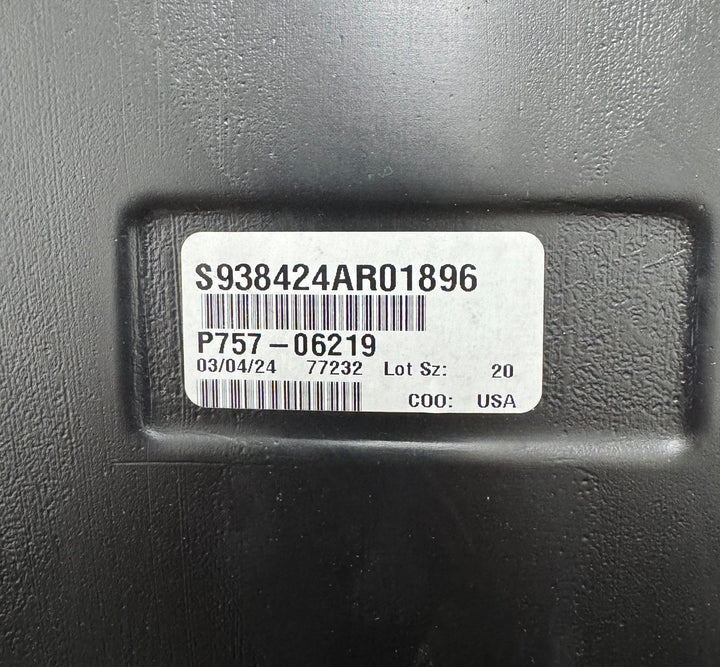 S938424AR01896
P757-06219
03/04/24 77232 Lot Sz: 20
COO: USA